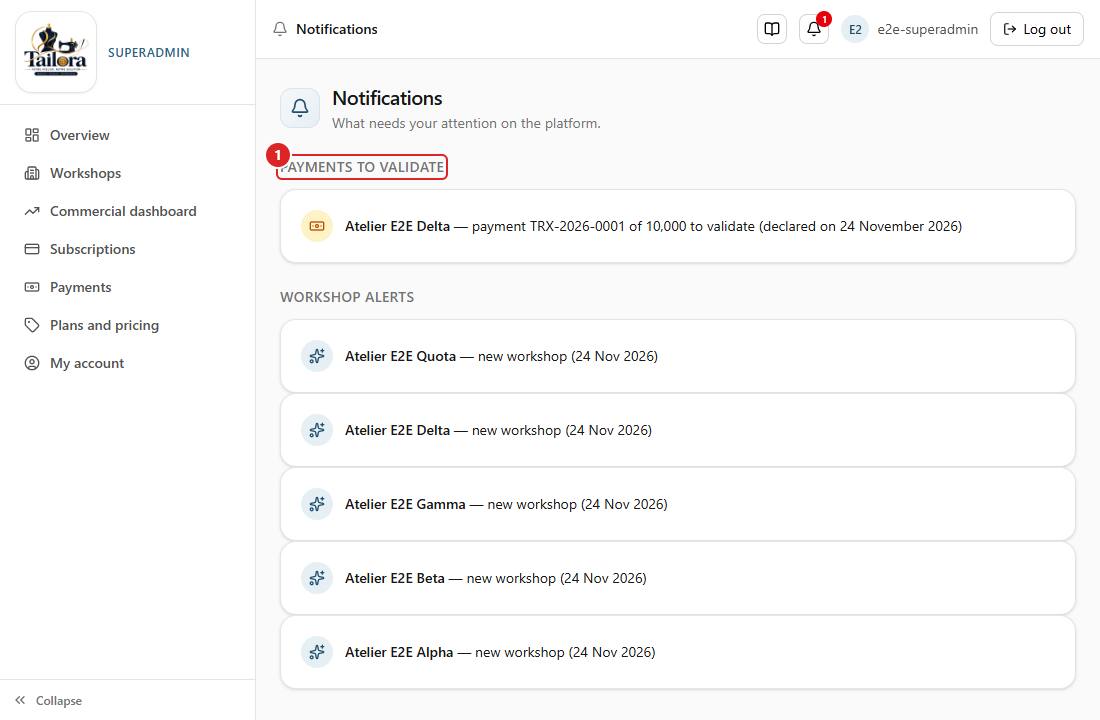 Tailora
SUPERADMIN
Overview
Workshops
Commercial dashboard
Subscriptions
Payments
Plans and pricing
My account
Collapse
Notifications
1
E2
e2e-superadmin
Log out
Notifications
What needs your attention on the platform.
1
PAYMENTS TO VALIDATE
Atelier E2E Delta — payment TRX-2026-0001 of 10,000 to validate (declared on 24 November 2026)
WORKSHOP ALERTS
Atelier E2E Quota — new workshop (24 Nov 2026)
Atelier E2E Delta — new workshop (24 Nov 2026)
Atelier E2E Gamma — new workshop (24 Nov 2026)
Atelier E2E Beta — new workshop (24 Nov 2026)
Atelier E2E Alpha — new workshop (24 Nov 2026)